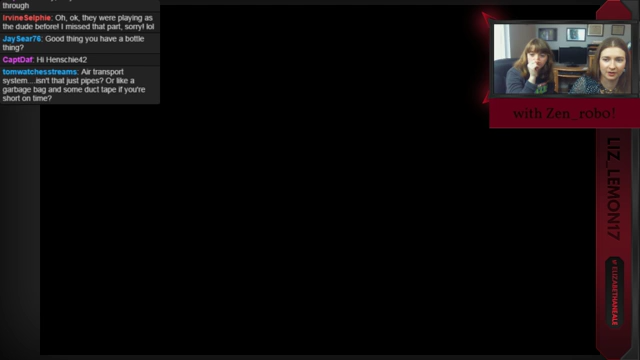 through
IrvineSelphie: Oh, ok, they were playing as
the dude before! I missed that part, sorry! lol
JaySear76: Good thing you have a bottle
thing?
CaptDaf: Hi Henschie42
tomwatchesstreams: Air transport
system....isn't that just pipes? Or like a
garbage bag and some duct tape if you're
short on time?
with Zen_robo!
LIZ_LEMON17
@ELIZABETHANEALE